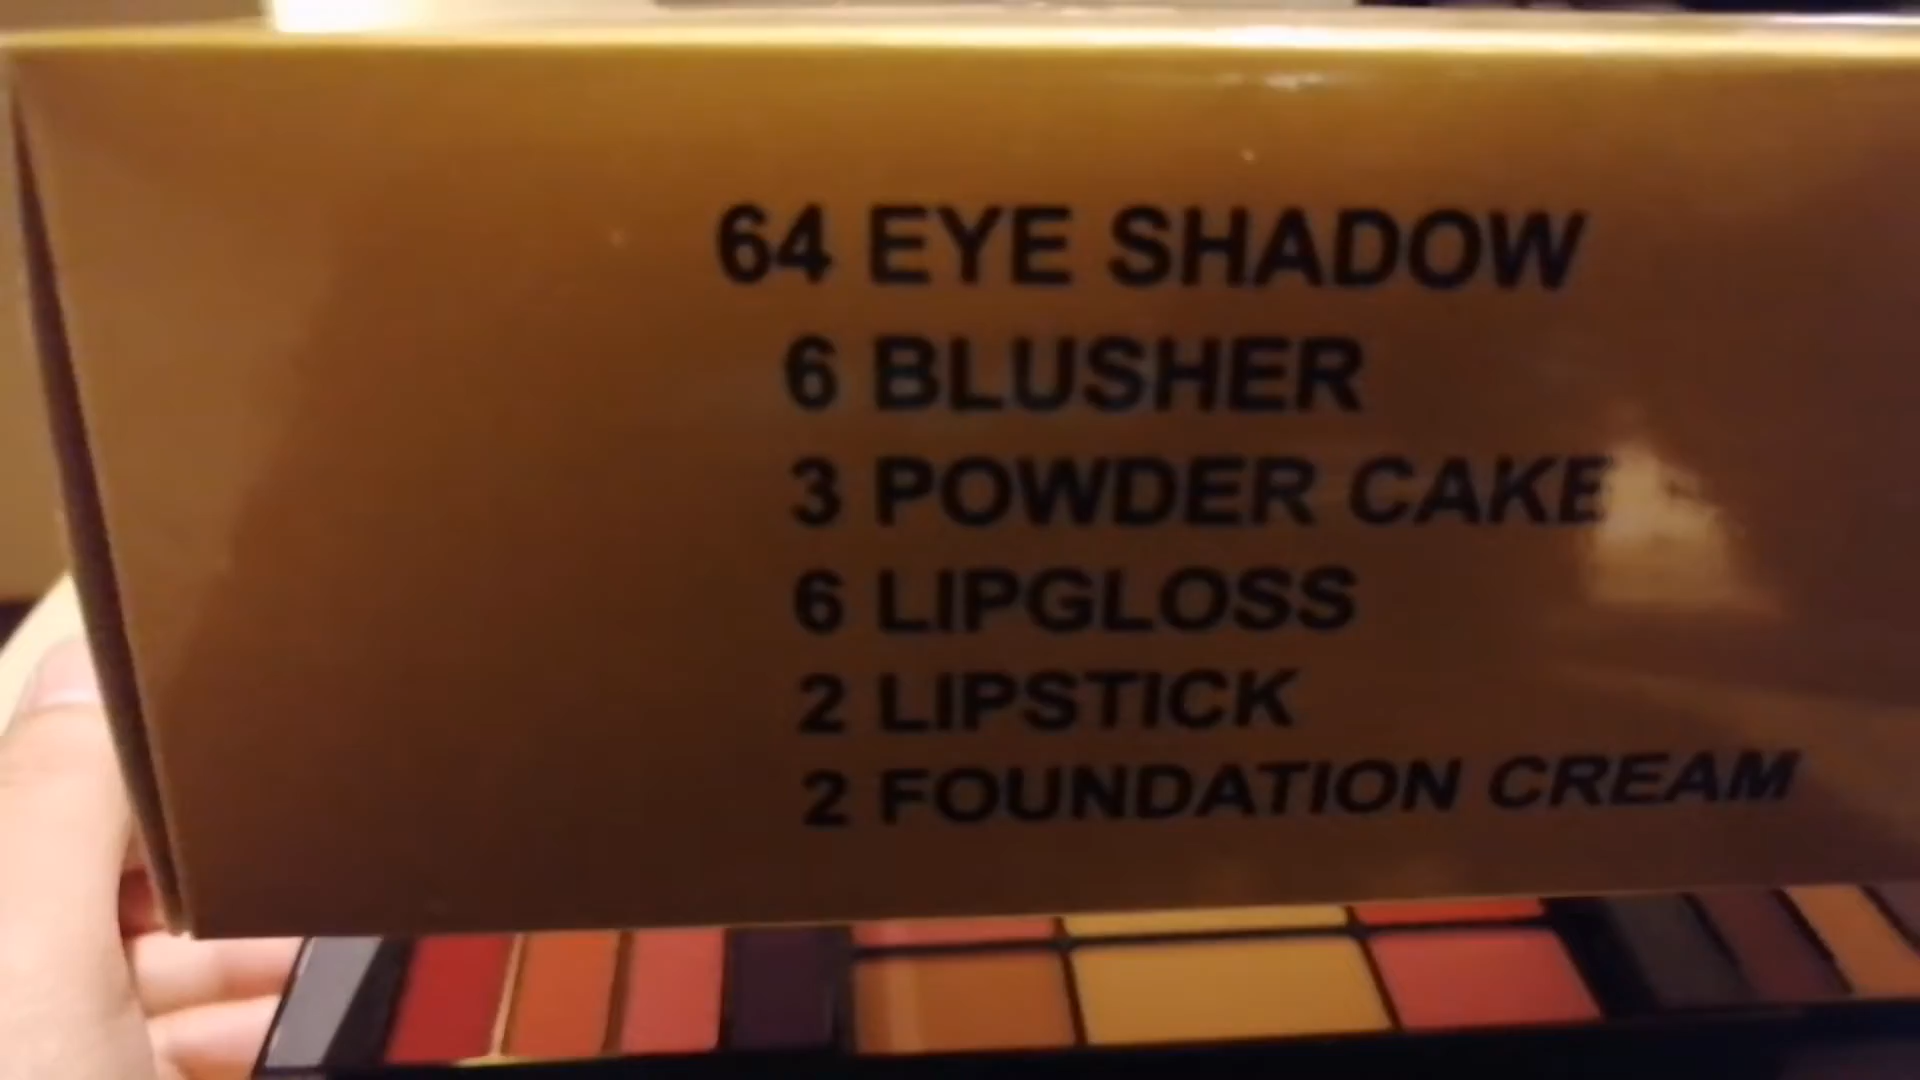 64 EYE SHADOW
6 BLUSHER
3 POWDER CAKE
6 LIPGLOSS
2 LIPSTICK
2 FOUNDATION CREAM